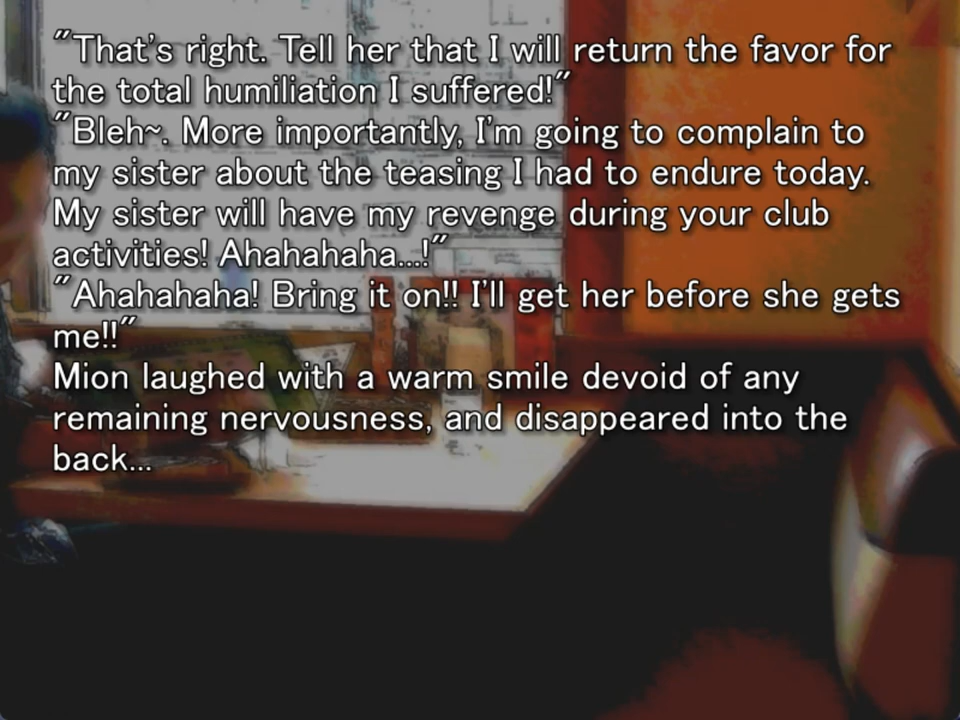 "That's right. Tell her that I will return the favor for
the total humiliation I suffered!"
"Bleh~. More importantly, I'm going to complain to
my sister about the teasing I had to endure today.
My sister will have my revenge during your club
activities! Ahahahaha...!"
"Ahahahaha! Bring it on!! I'll get her before she gets
me!!"
Mion laughed with a warm smile devoid of any
remaining nervousness, and disappeared into the
back...